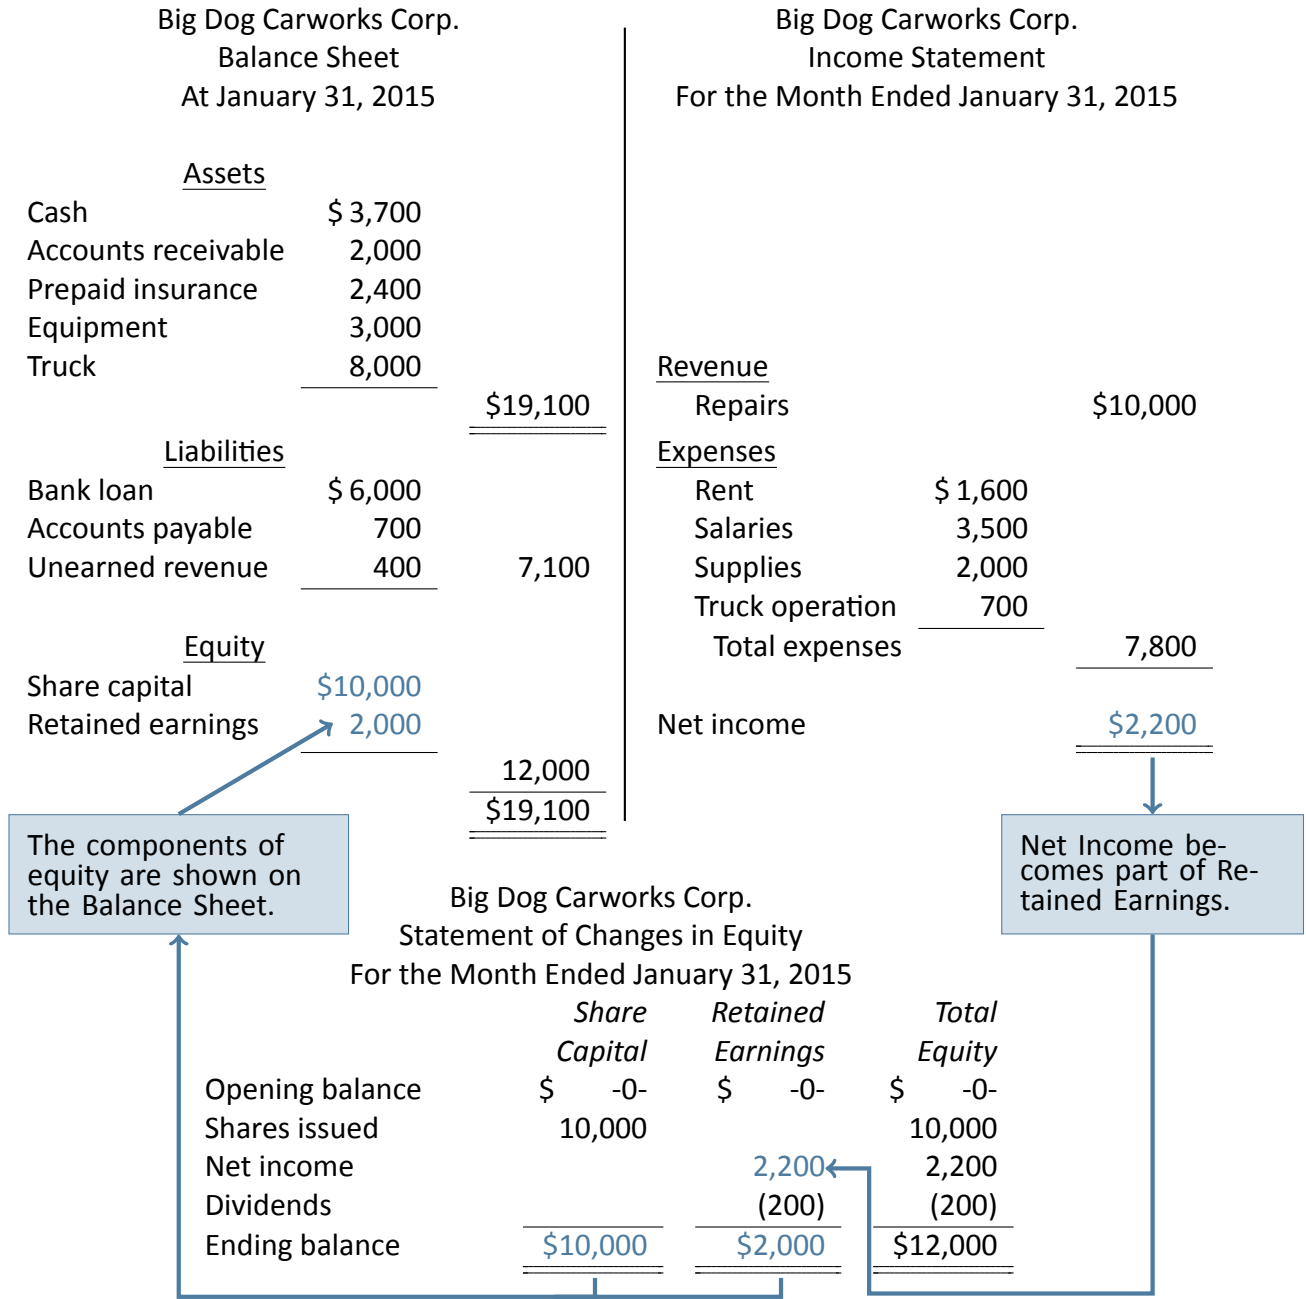 Big Dog Carworks Corp.
Balance Sheet
At January 31, 2015
Assets
Cash $ 3,700
Accounts receivable 2,000
Prepaid insurance 2,400
Equipment 3,000
Truck 8,000
$19,100
Liabilities
Bank loan $ 6,000
Accounts payable 700
Unearned revenue 400 7,100
Equity
Share capital $10,000
Retained earnings 2,000
12,000
$19,100
Big Dog Carworks Corp.
Income Statement
For the Month Ended January 31, 2015
Revenue
Repairs $10,000
Expenses
Rent $ 1,600
Salaries 3,500
Supplies 2,000
Truck operation 700
Total expenses 7,800
Net income $2,200
The components of
equity are shown on
the Balance Sheet.
Net Income be-
comes part of Re-
tained Earnings.
Big Dog Carworks Corp.
Statement of Changes in Equity
For the Month Ended January 31, 2015
Share Retained Total
Capital Earnings Equity
Opening balance $ -0- $ -0- $ -0-
Shares issued 10,000 10,000
Net income 2,200 2,200
Dividends (200) (200)
Ending balance $10,000 $2,000 $12,000